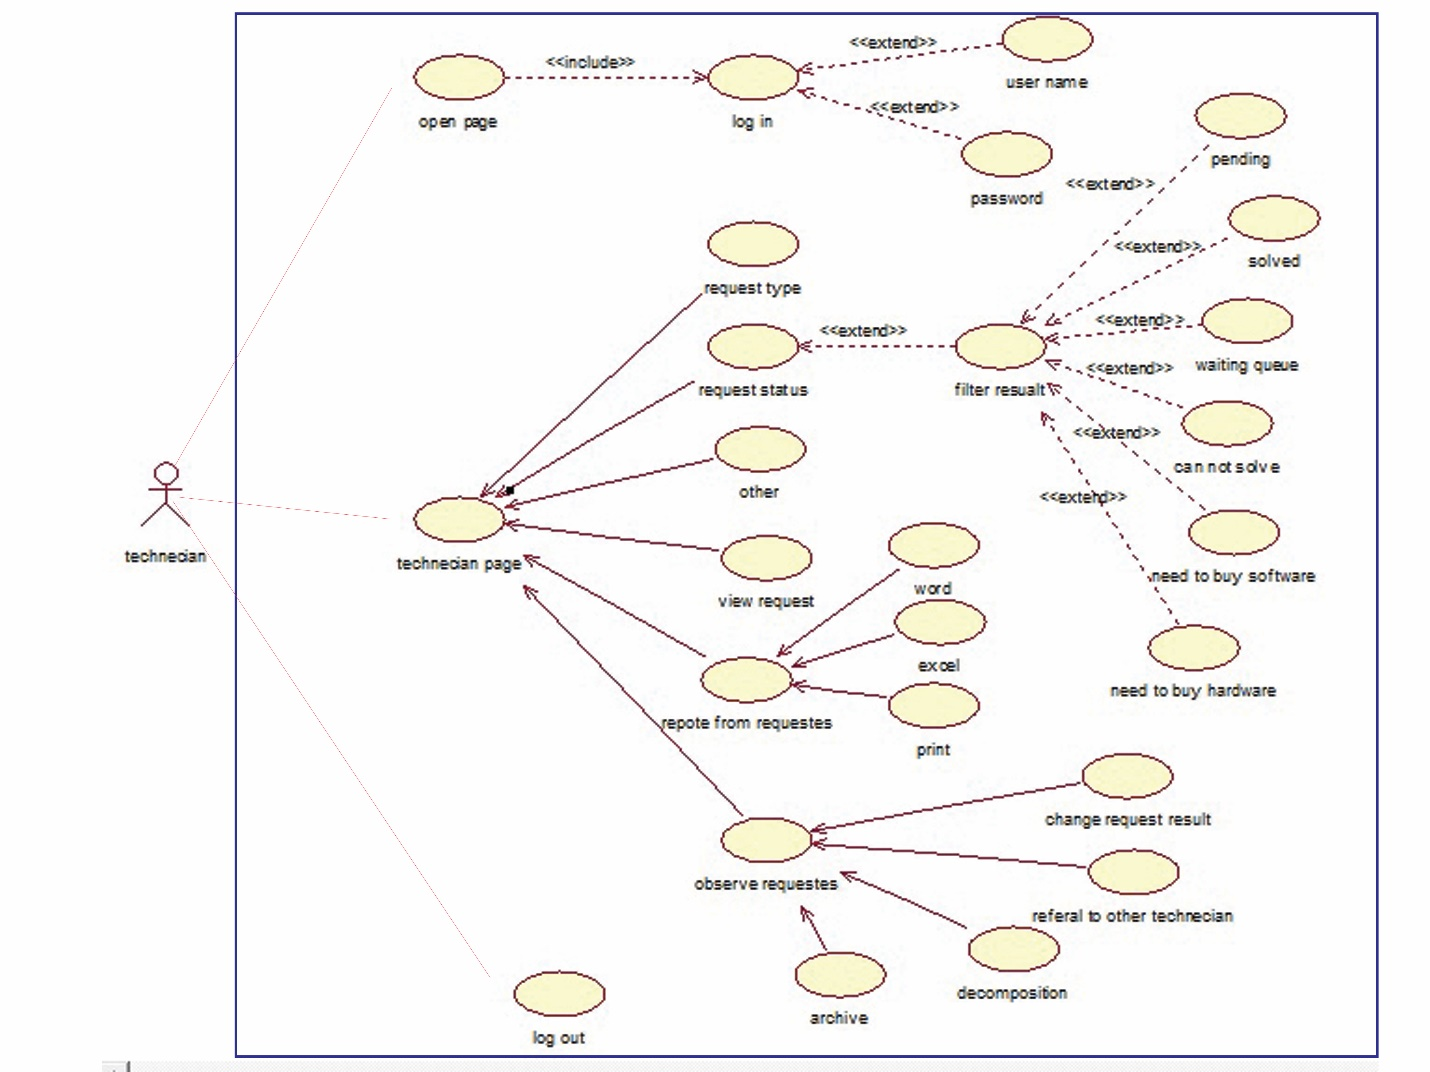 <<include>>
<<extend>>
user name
open page
log in
<<extend>>
password
pending
<<extend>>
<<extend>>
solved
request type
<<extend>>
<<extend>>
waiting queue
request status
filter resualt
<<extend>>
<<extend>>
can not solve
other
<<extend>>
technecian
technecian page
need to buy software
view request
word
excel
need to buy hardware
repote from requestes
print
change request result
observe requestes
referal to other technecian
decomposition
archive
log out